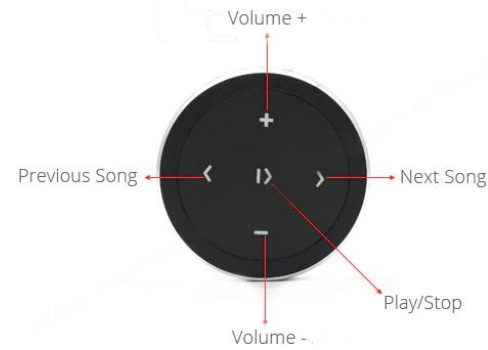 Volume +
Previous Song
Next Song
Play/Stop
Volume -